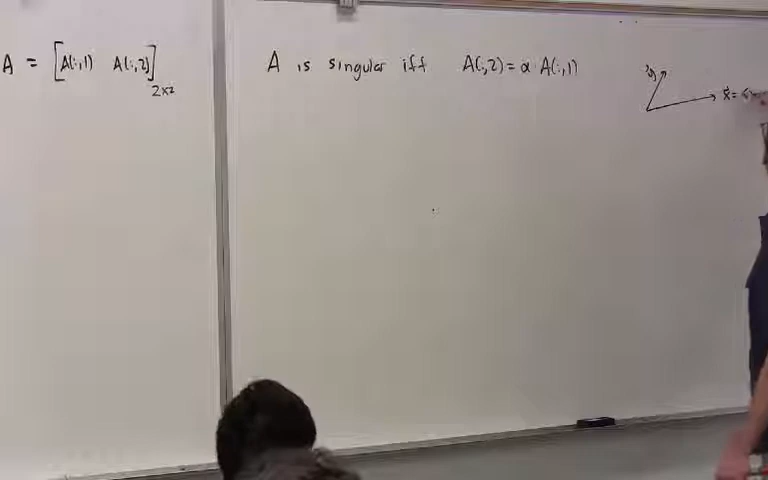 A = [A(:,1) A(:,2)]
2x2
A is singular iff A(:,2) = α · A(:,1)
x⃗ =